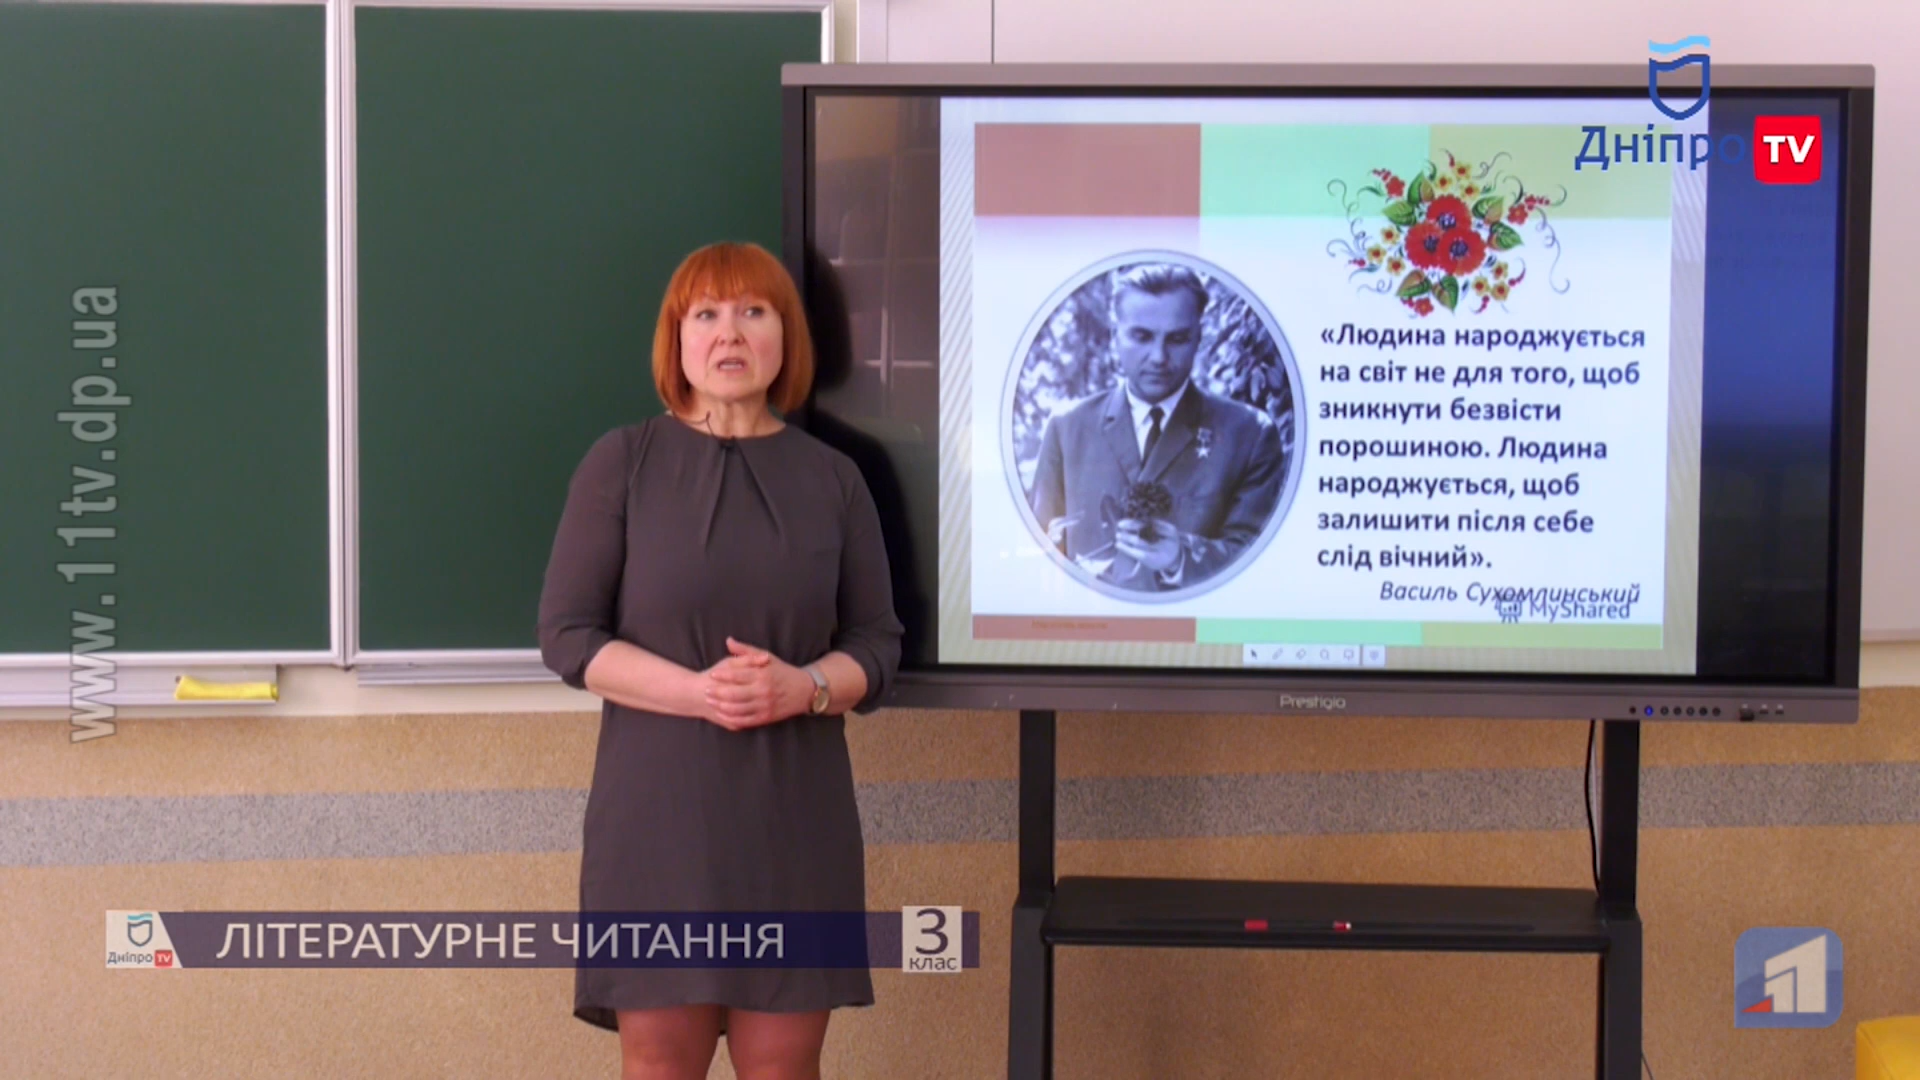 www.11tv.dp.ua
Дніпро TV
«Людина народжується
на світ не для того, щоб
зникнути безвісти
порошиною. Людина
народжується, щоб
залишити після себе
слід вічний».
Василь Сухомлинський
MyShared
Prestigio
Дніпро TV
ЛІТЕРАТУРНЕ ЧИТАННЯ
3
клас
11